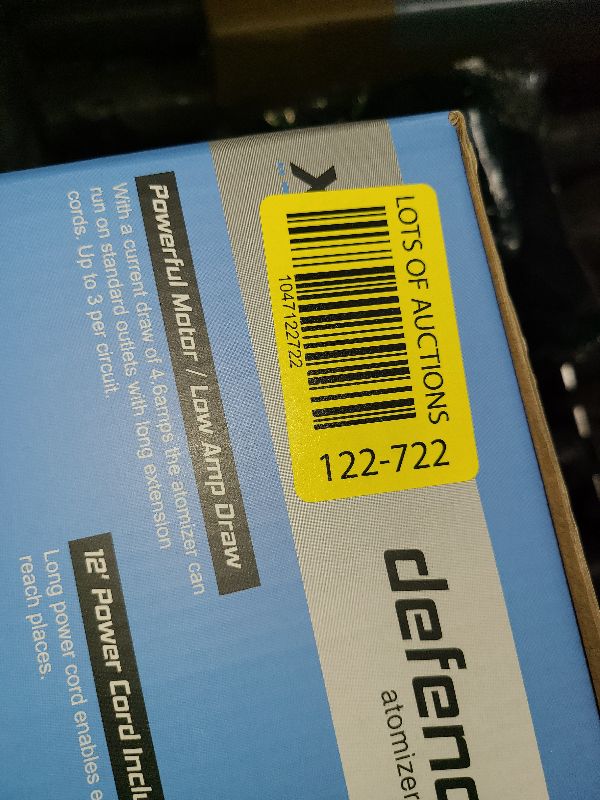 LOTS OF AUCTIONS
1047122722
122-722
Powerful Motor / Low Amp Draw
With a current draw of 4.6amps the atomizer can
run on standard outlets with long extension
cords. Up to 3 per circuit.
defen
atomizer
12' Power Cord Inclu
Long power cord enables e
reach places.